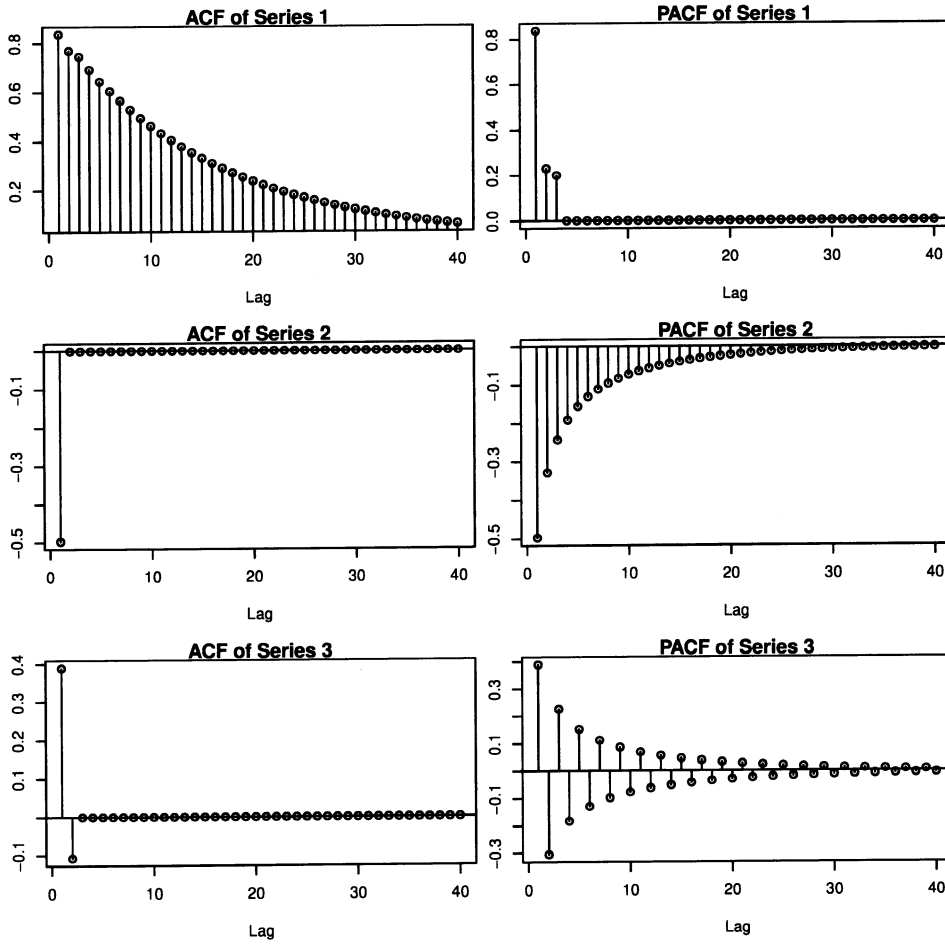 ACF of Series 1
0.8
0.6
0.4
0.2
0 10 20 30 40
Lag
PACF of Series 1
0.8
0.6
0.4
0.2
0.0
0 10 20 30 40
Lag
ACF of Series 2
-0.1
-0.3
-0.5
0 10 20 30 40
Lag
PACF of Series 2
-0.1
-0.3
-0.5
0 10 20 30 40
Lag
ACF of Series 3
0.4
0.3
0.1
-0.1
0 10 20 30 40
Lag
PACF of Series 3
0.3
0.1
-0.1
-0.3
0 10 20 30 40
Lag